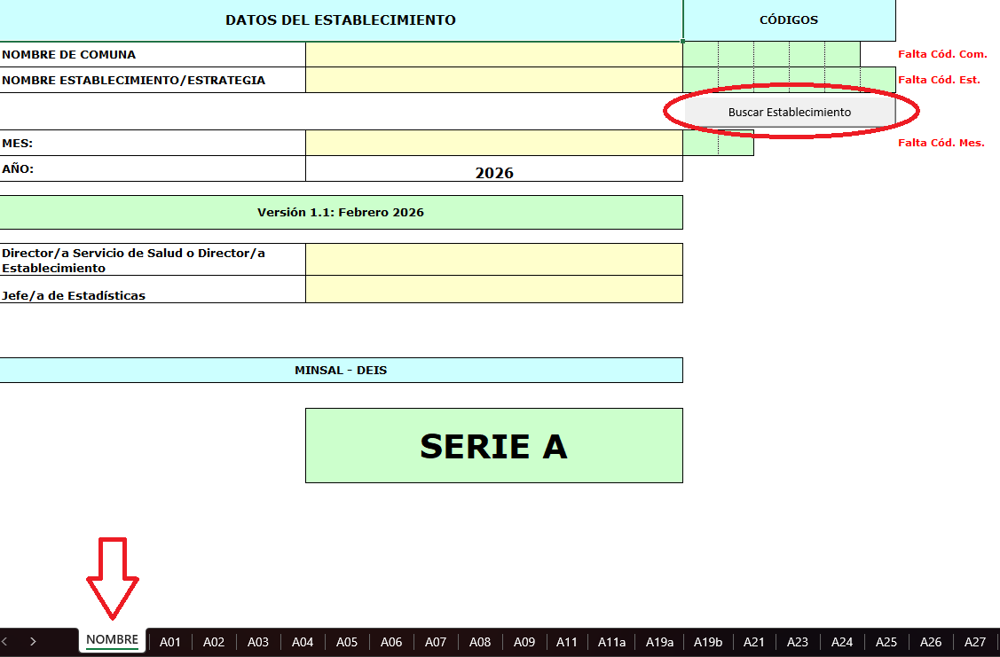 DATOS DEL ESTABLECIMIENTO CÓDIGOS
NOMBRE DE COMUNA Falta Cód. Com.
NOMBRE ESTABLECIMIENTO/ESTRATEGIA Falta Cód. Est.
Buscar Establecimiento
MES: Falta Cód. Mes.
AÑO: 2026
Versión 1.1: Febrero 2026
Director/a Servicio de Salud o Director/a
Establecimiento
Jefe/a de Estadísticas
MINSAL - DEIS
SERIE A
NOMBRE A01 A02 A03 A04 A05 A06 A07 A08 A09 A11 A11a A19a A19b A21 A23 A24 A25 A26 A27